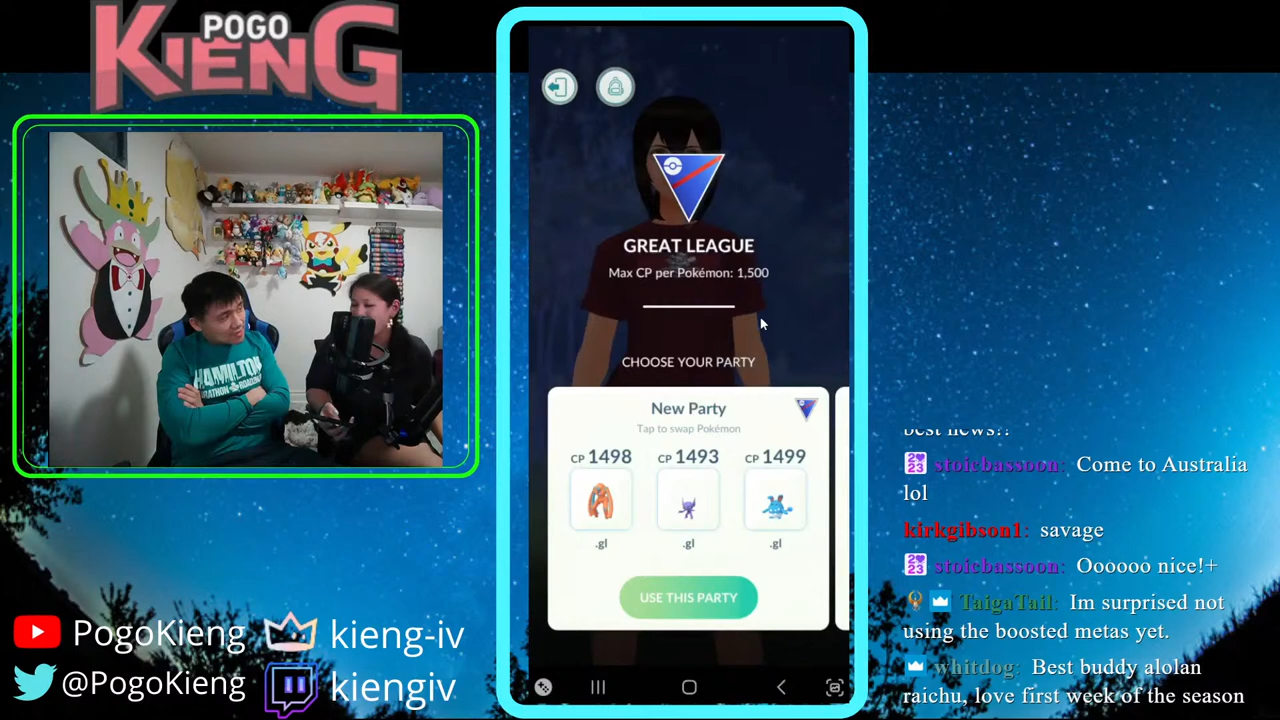 POGO
KIENG
HAMILTON
MARATHON ROAD2HOPE
PogoKieng
kieng-iv
@PogoKieng
kiengiv
GREAT LEAGUE
Max CP per Pokémon: 1,500
CHOOSE YOUR PARTY
New Party
Tap to swap Pokémon
CP 1498 CP 1493 CP 1499
.gl .gl .gl
USE THIS PARTY
best news!!
stoicbassoon: Come to Australia
lol
kirkgibson1: savage
stoicbassoon: Oooooo nice!+
TaigaTail: Im surprised not
using the boosted metas yet.
whitdog: Best buddy alolan
raichu, love first week of the season